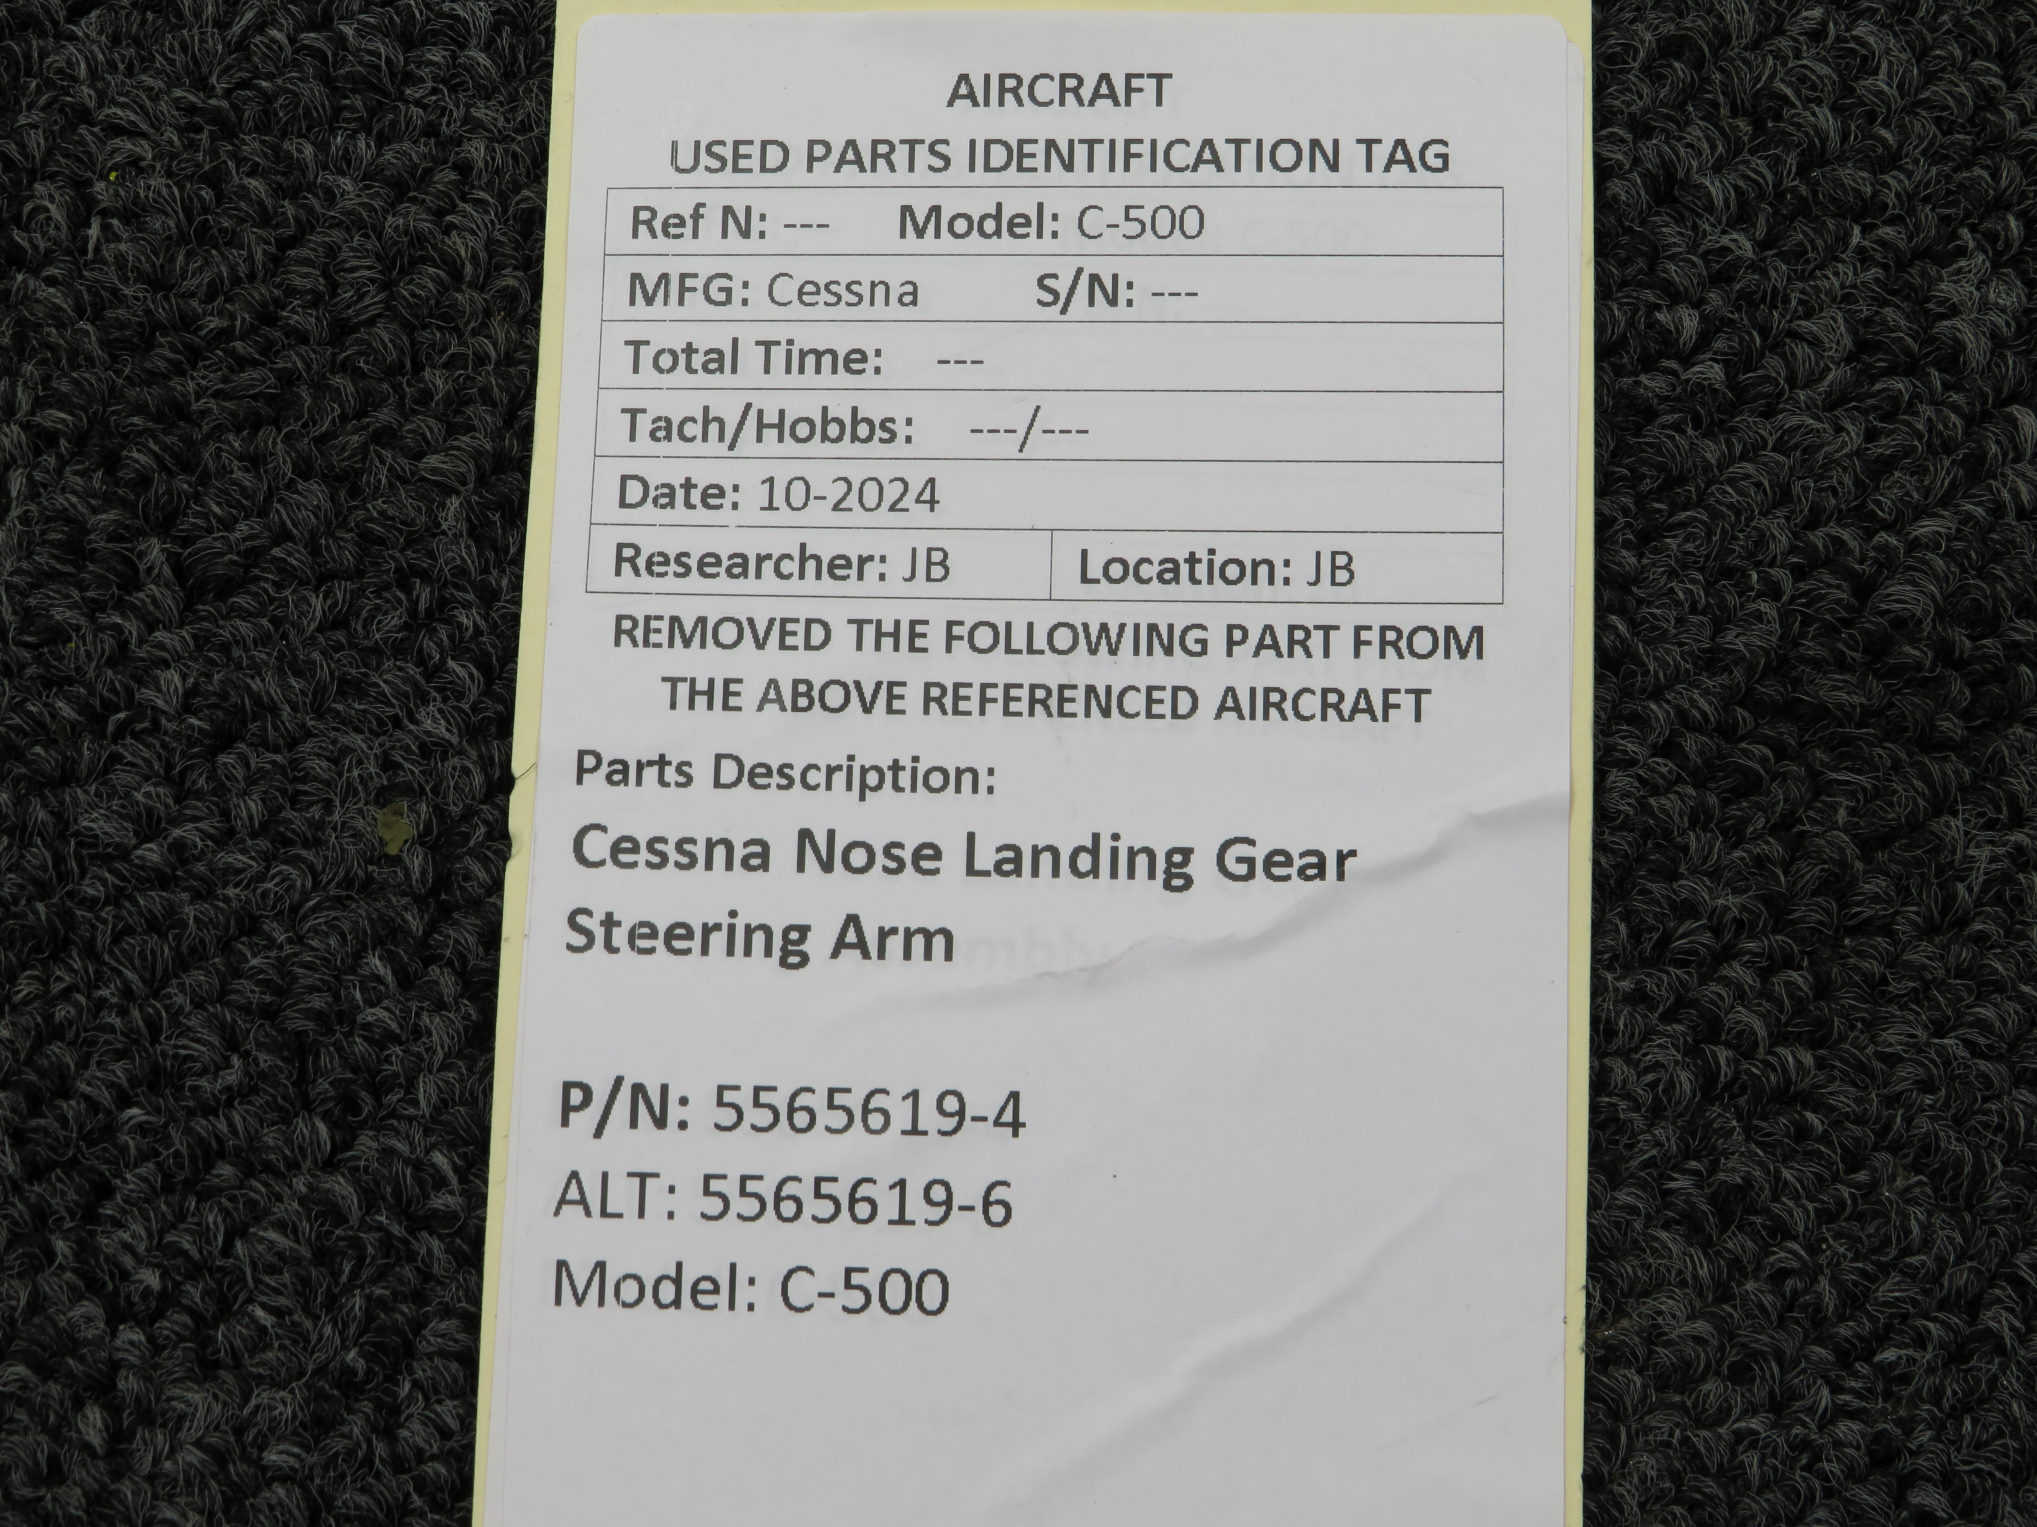 AIRCRAFT
USED PARTS IDENTIFICATION TAG
Ref N: --- Model: C-500
MFG: Cessna S/N: ---
Total Time: ---
Tach/Hobbs: ---/---
Date: 10-2024
Researcher: JB Location: JB
REMOVED THE FOLLOWING PART FROM
THE ABOVE REFERENCED AIRCRAFT
Parts Description:
Cessna Nose Landing Gear
Steering Arm
P/N: 5565619-4
ALT: 5565619-6
Model: C-500